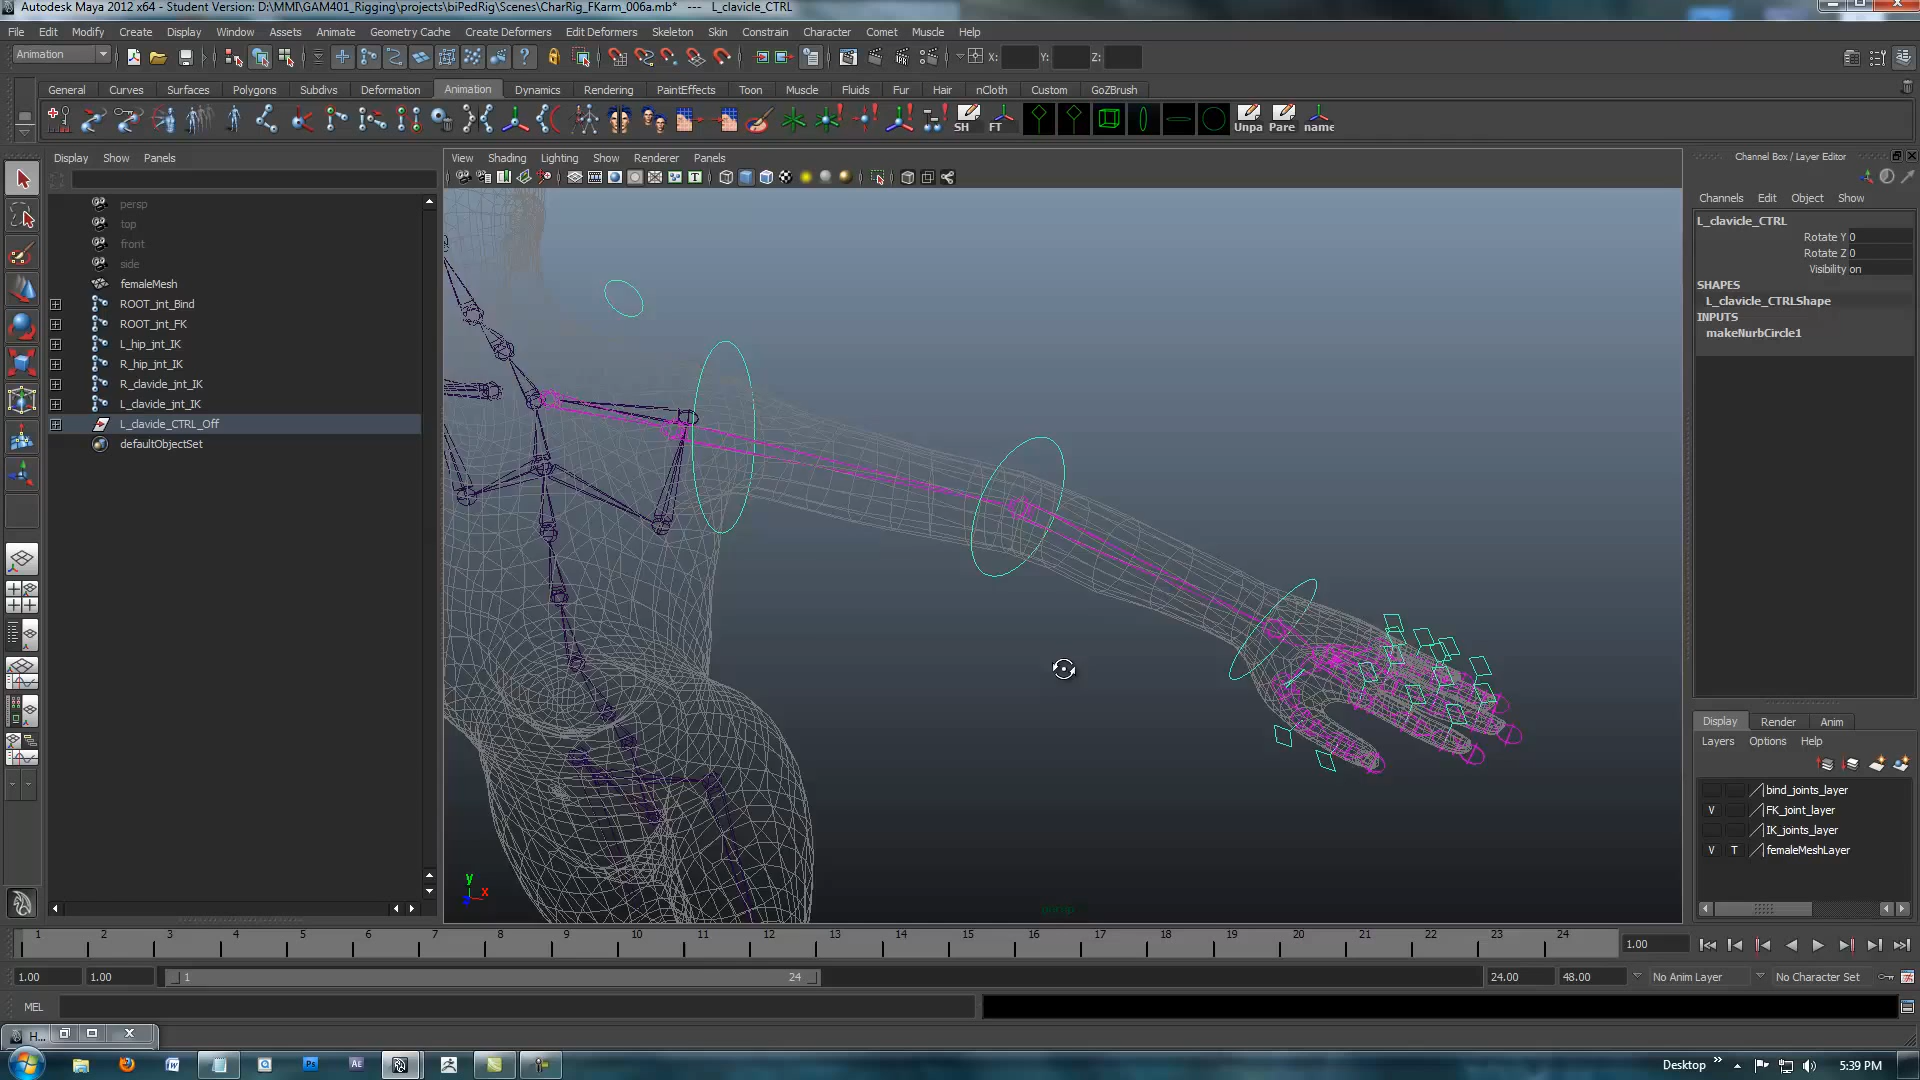 Autodesk Maya 2012 x64 - Student Version: D:\MMI\GAM401_Rigging\projects\biPedRig\Scenes\CharRig_FKarm_006a.mb* --- L_clavicle_CTRL
File Edit Modify Create Display Window Assets Animate Geometry Cache Create Deformers Edit Deformers Skeleton Skin Constrain Character Comet Muscle Help
Animation X: Y: Z:
General Curves Surfaces Polygons Subdivs Deformation Animation Dynamics Rendering PaintEffects Toon Muscle Fluids Fur Hair nCloth Custom GoZBrush
SH FT Unpa Pare name
Display Show Panels
View Shading Lighting Show Renderer Panels
Channel Box / Layer Editor
Channels Edit Object Show
persp
top
front
side
femaleMesh
ROOT_jnt_Bind
ROOT_jnt_FK
L_hip_jnt_IK
R_hip_jnt_IK
R_clavicle_jnt_IK
L_clavicle_jnt_IK
L_clavicle_CTRL_Off
defaultObjectSet
L_clavicle_CTRL
Rotate Y 0
Rotate Z 0
Visibility on
SHAPES
L_clavicle_CTRLShape
INPUTS
makeNurbCircle1
y
x
persp
Display Render Anim
Layers Options Help
bind_joints_layer
V FK_joint_layer
IK_joints_layer
V T femaleMeshLayer
1 2 3 4 5 6 7 8 9 10 11 12 13 14 15 16 17 18 19 20 21 22 23 24 1.00
1.00 1.00 1 24 24.00 48.00 No Anim Layer No Character Set
MEL
H...
W Ps AE Desktop 5:39 PM